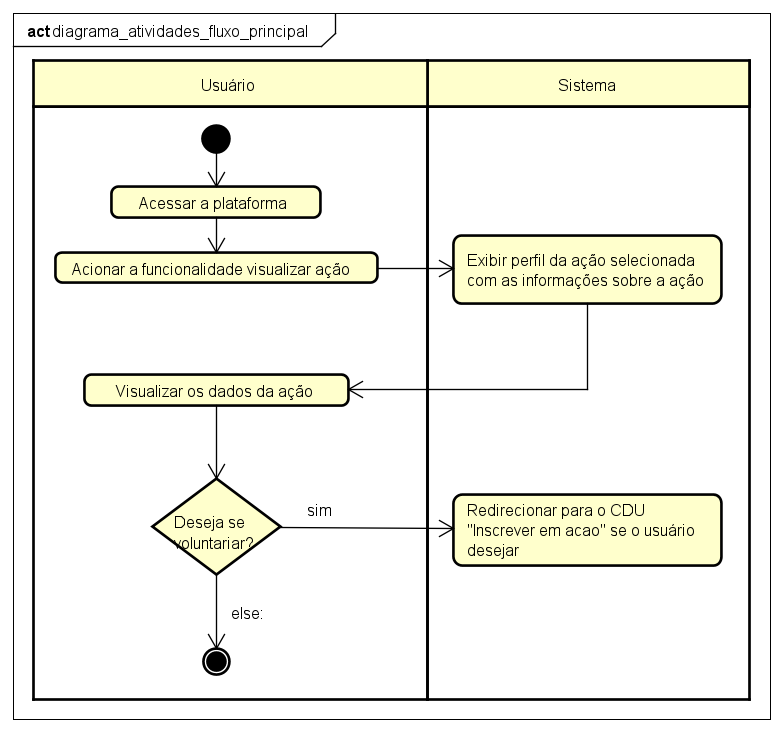 act diagrama_atividades_fluxo_principal
Usuário
Sistema
Acessar a plataforma
Acionar a funcionalidade visualizar ação
Exibir perfil da ação selecionada
com as informações sobre a ação
Visualizar os dados da ação
Deseja se
voluntariar?
sim
Redirecionar para o CDU
"Inscrever em acao" se o usuário
desejar
else: